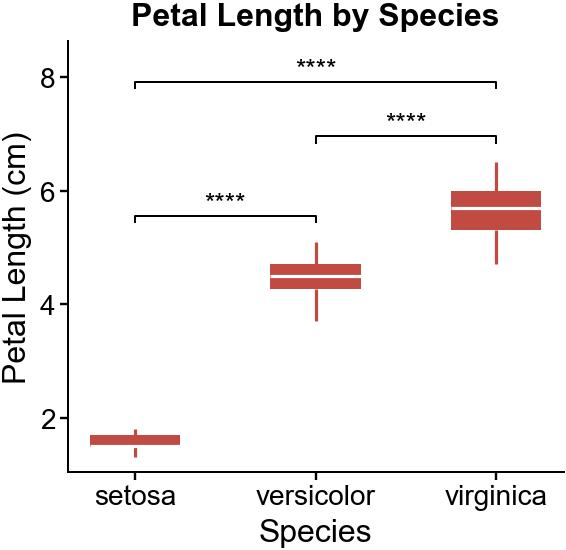 Petal Length by Species
Petal Length (cm)
8
6
4
2
****
****
****
setosa versicolor virginica
Species